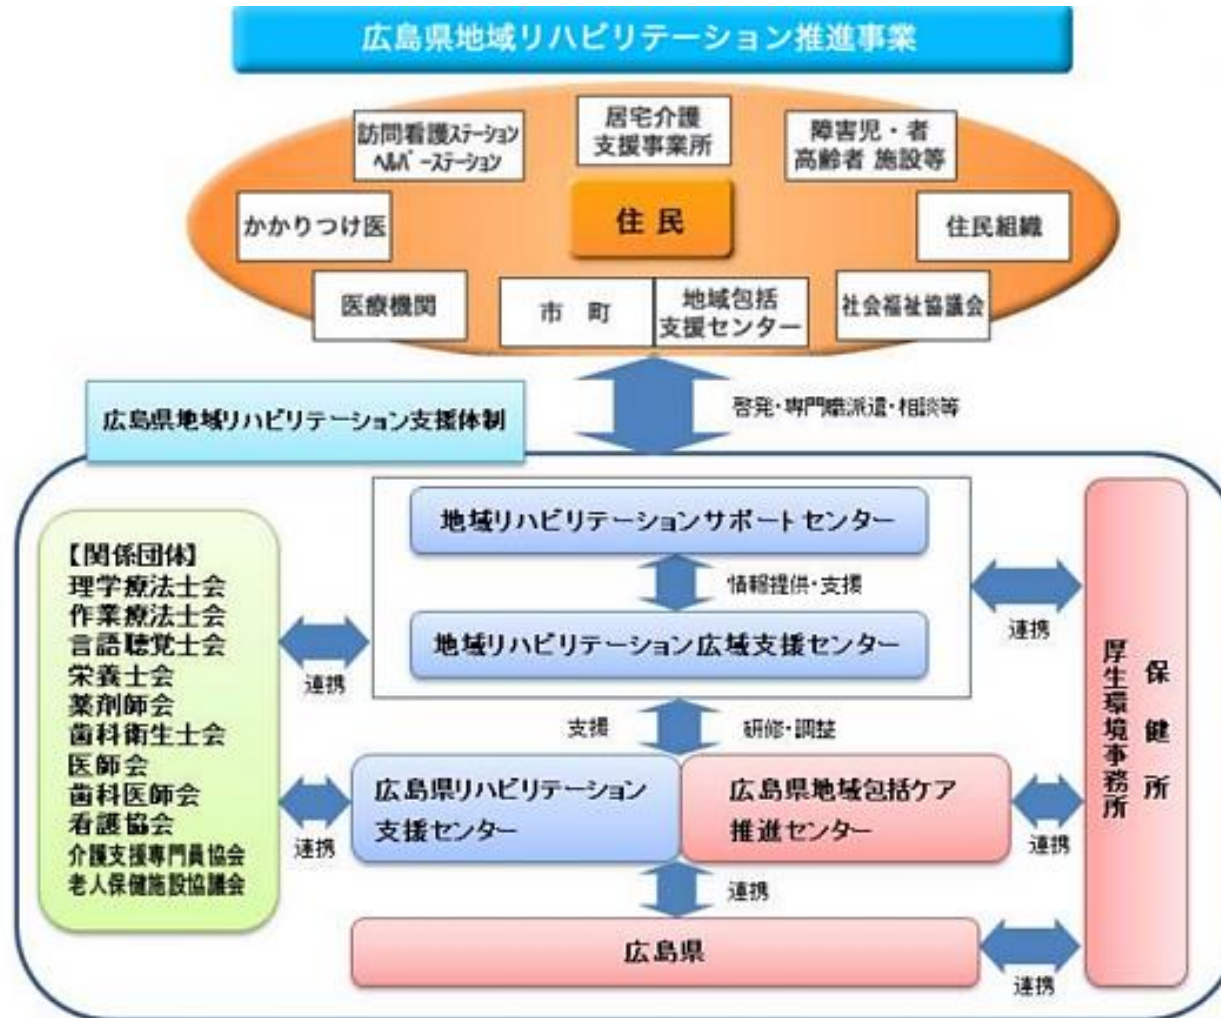 広島県地域リハビリテーション推進事業
訪問看護ステーション
ヘルパーステーション
居宅介護
支援事業所
障害児・者
高齢者 施設等
かかりつけ医
住民
住民組織
医療機関
市 町
地域包括
支援センター
社会福祉協議会
広島県地域リハビリテーション支援体制
啓発・専門職派遣・相談等
地域リハビリテーションサポートセンター
情報提供・支援
地域リハビリテーション広域支援センター
【関係団体】
理学療法士会
作業療法士会
言語聴覚士会
栄養士会
薬剤師会
歯科衛生士会
医師会
歯科医師会
看護協会
介護支援専門員協会
老人保健施設協議会
連携
連携
支援
研修・調整
広島県リハビリテーション
支援センター
広島県地域包括ケア
推進センター
連携
連携
連携
広島県
連携
保健所
厚生環境事務所